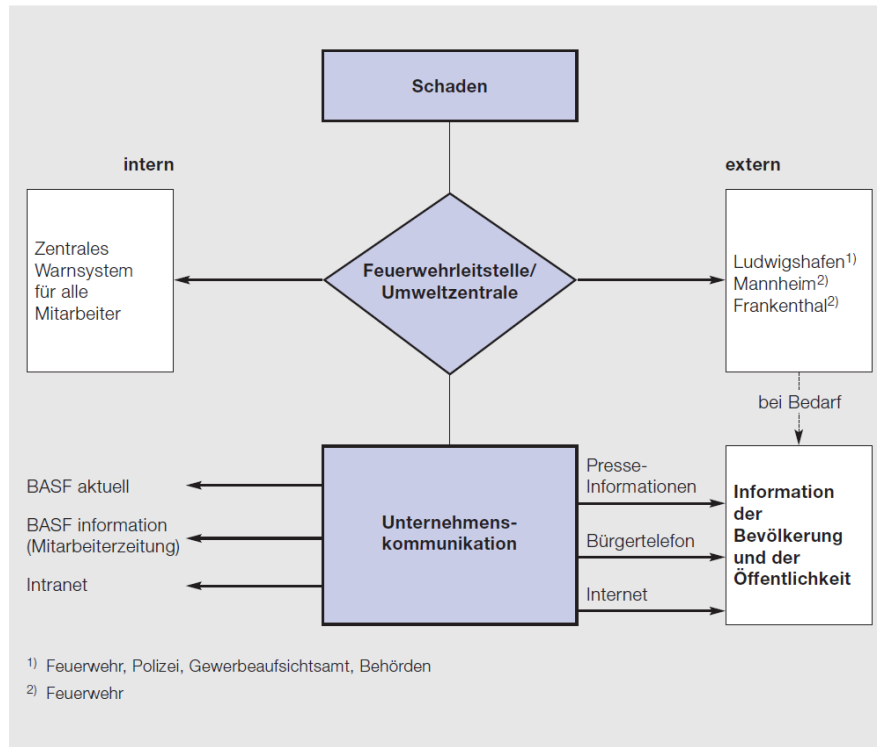 Schaden
intern
extern
Zentrales
Warnsystem
für alle
Mitarbeiter
Feuerwehrleitstelle/
Umweltzentrale
Ludwigshafen1)
Mannheim2)
Frankenthal2)
bei Bedarf
BASF aktuell
BASF information
(Mitarbeiterzeitung)
Intranet
Unternehmens-
kommunikation
Presse-
Informationen
Bürgertelefon
Internet
Information
der
Bevölkerung
und der
Öffentlichkeit
1) Feuerwehr, Polizei, Gewerbeaufsichtsamt, Behörden
2) Feuerwehr